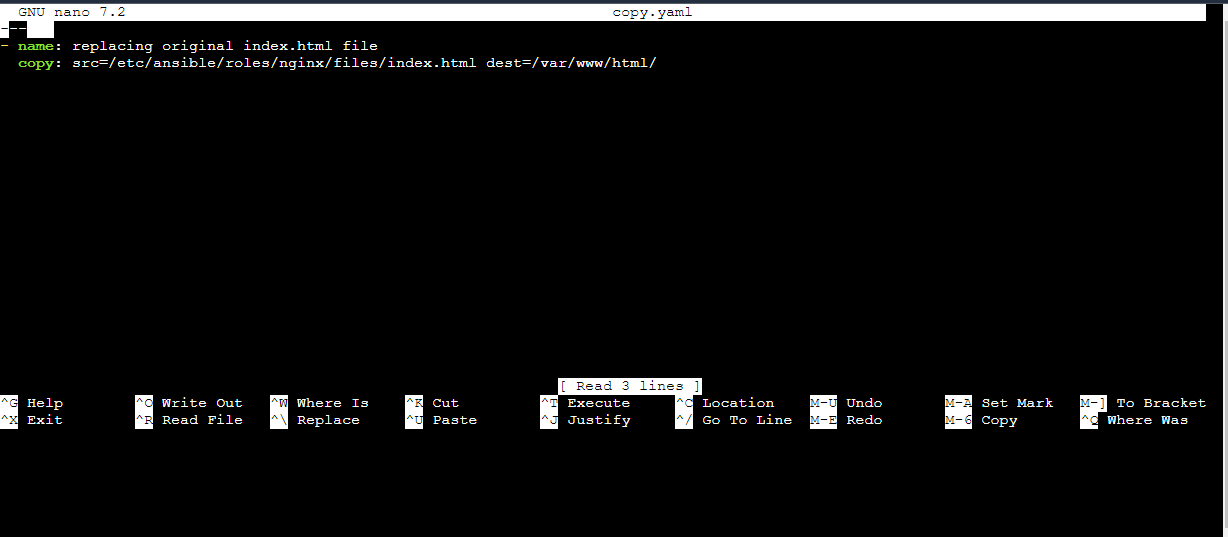 GNU nano 7.2 copy.yaml
---
- name: replacing original index.html file
  copy: src=/etc/ansible/roles/nginx/files/index.html dest=/var/www/html/
[ Read 3 lines ]
^G Help ^O Write Out ^W Where Is ^K Cut ^T Execute ^C Location M-U Undo M-A Set Mark M-] To Bracket
^X Exit ^R Read File ^\ Replace ^U Paste ^J Justify ^/ Go To Line M-E Redo M-6 Copy ^Q Where Was